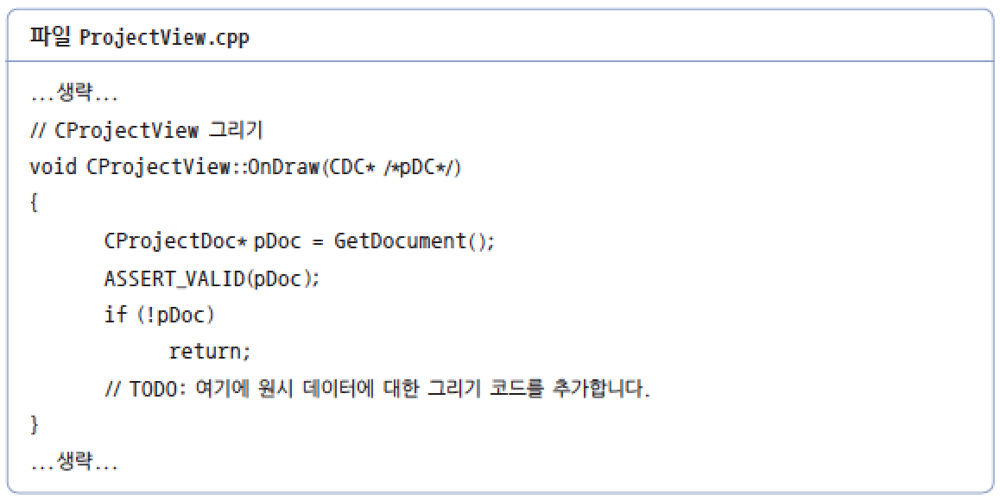 파일 ProjectView.cpp
...생략...
// CProjectView 그리기
void CProjectView::OnDraw(CDC* /*pDC*/)
{
CProjectDoc* pDoc = GetDocument();
ASSERT_VALID(pDoc);
if (!pDoc)
return;
// TODO: 여기에 원시 데이터에 대한 그리기 코드를 추가합니다.
}
...생략...